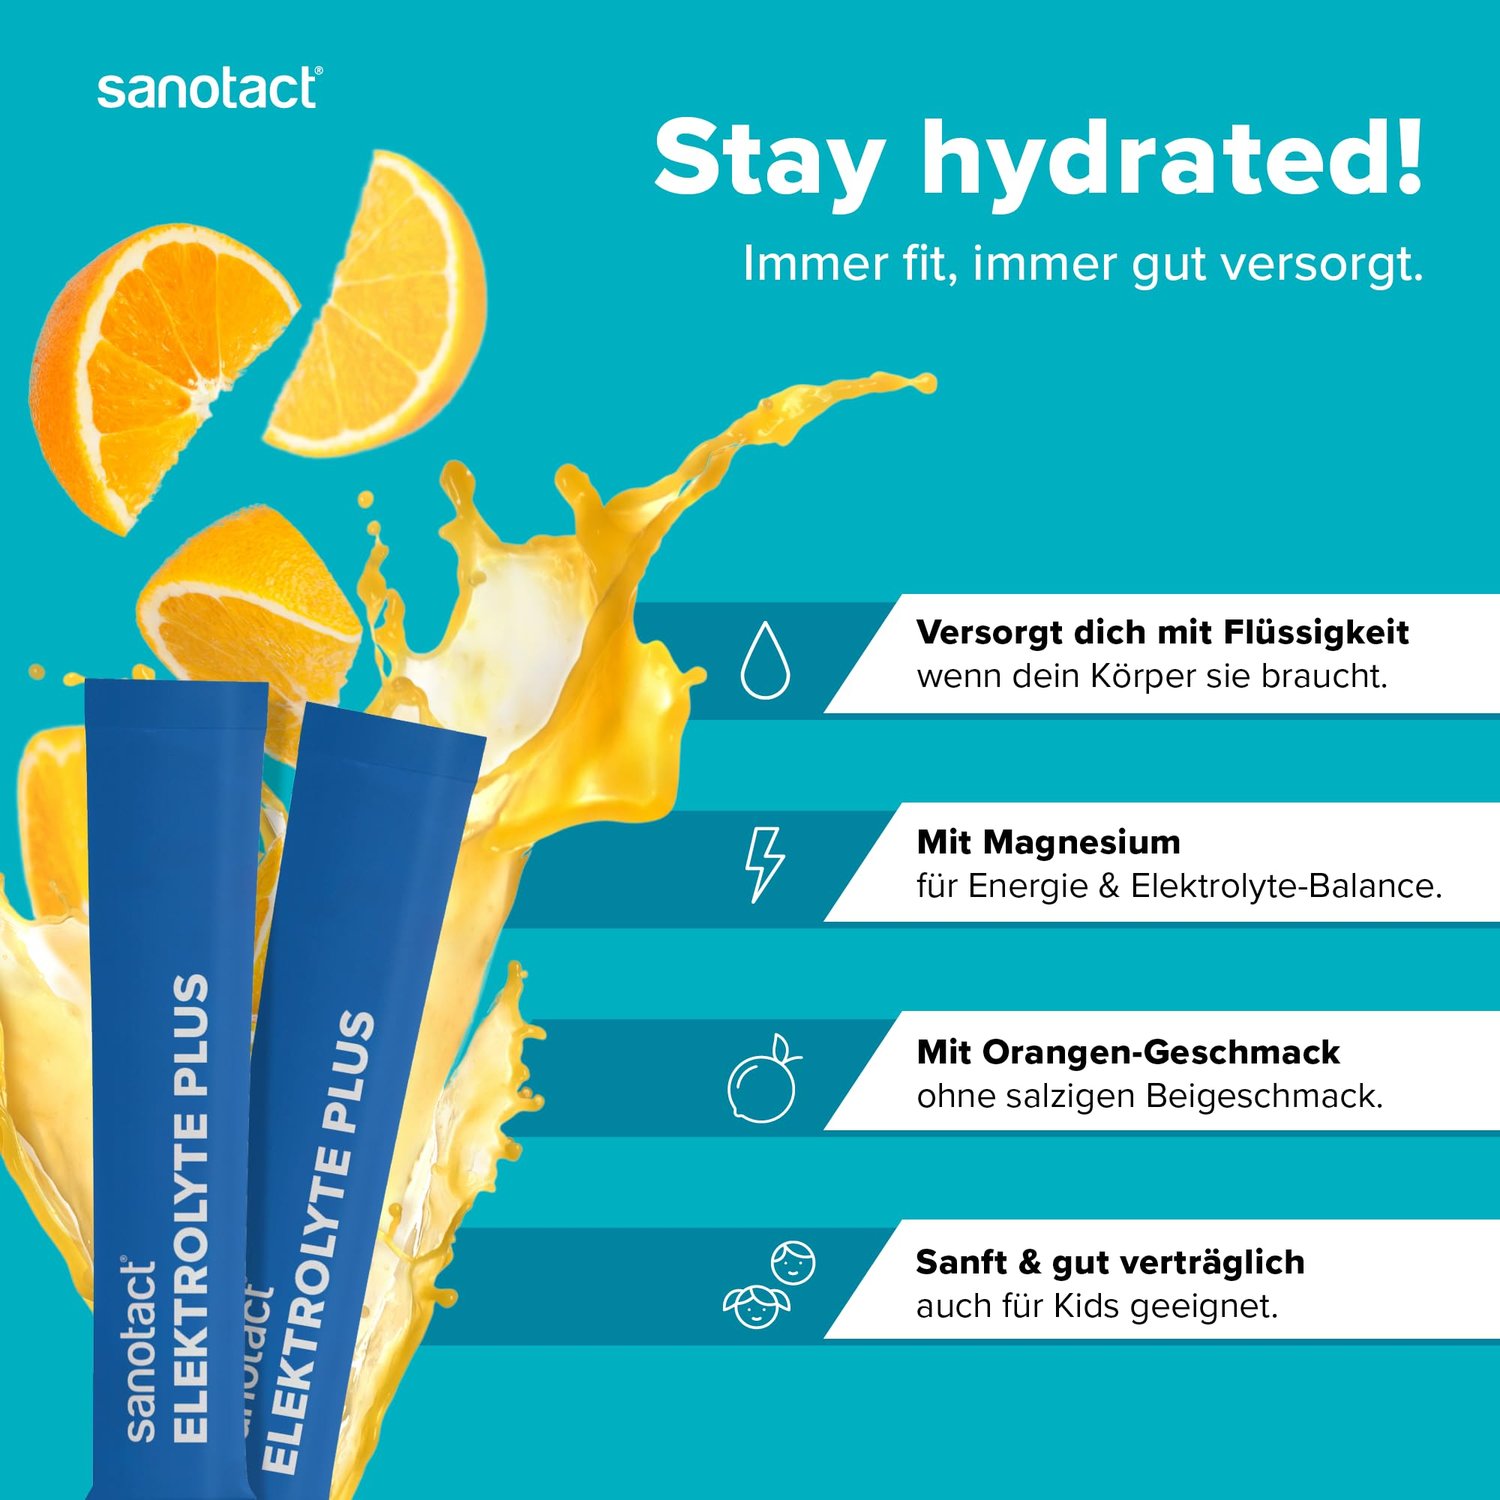 sanotact®
Stay hydrated!
Immer fit, immer gut versorgt.
Versorgt dich mit Flüssigkeit
wenn dein Körper sie braucht.
Mit Magnesium
für Energie & Elektrolyte-Balance.
Mit Orangen-Geschmack
ohne salzigen Beigeschmack.
Sanft & gut verträglich
auch für Kids geeignet.
sanotact®
ELEKTROLYTE PLUS
sanotact
ELEKTROLYTE PLUS